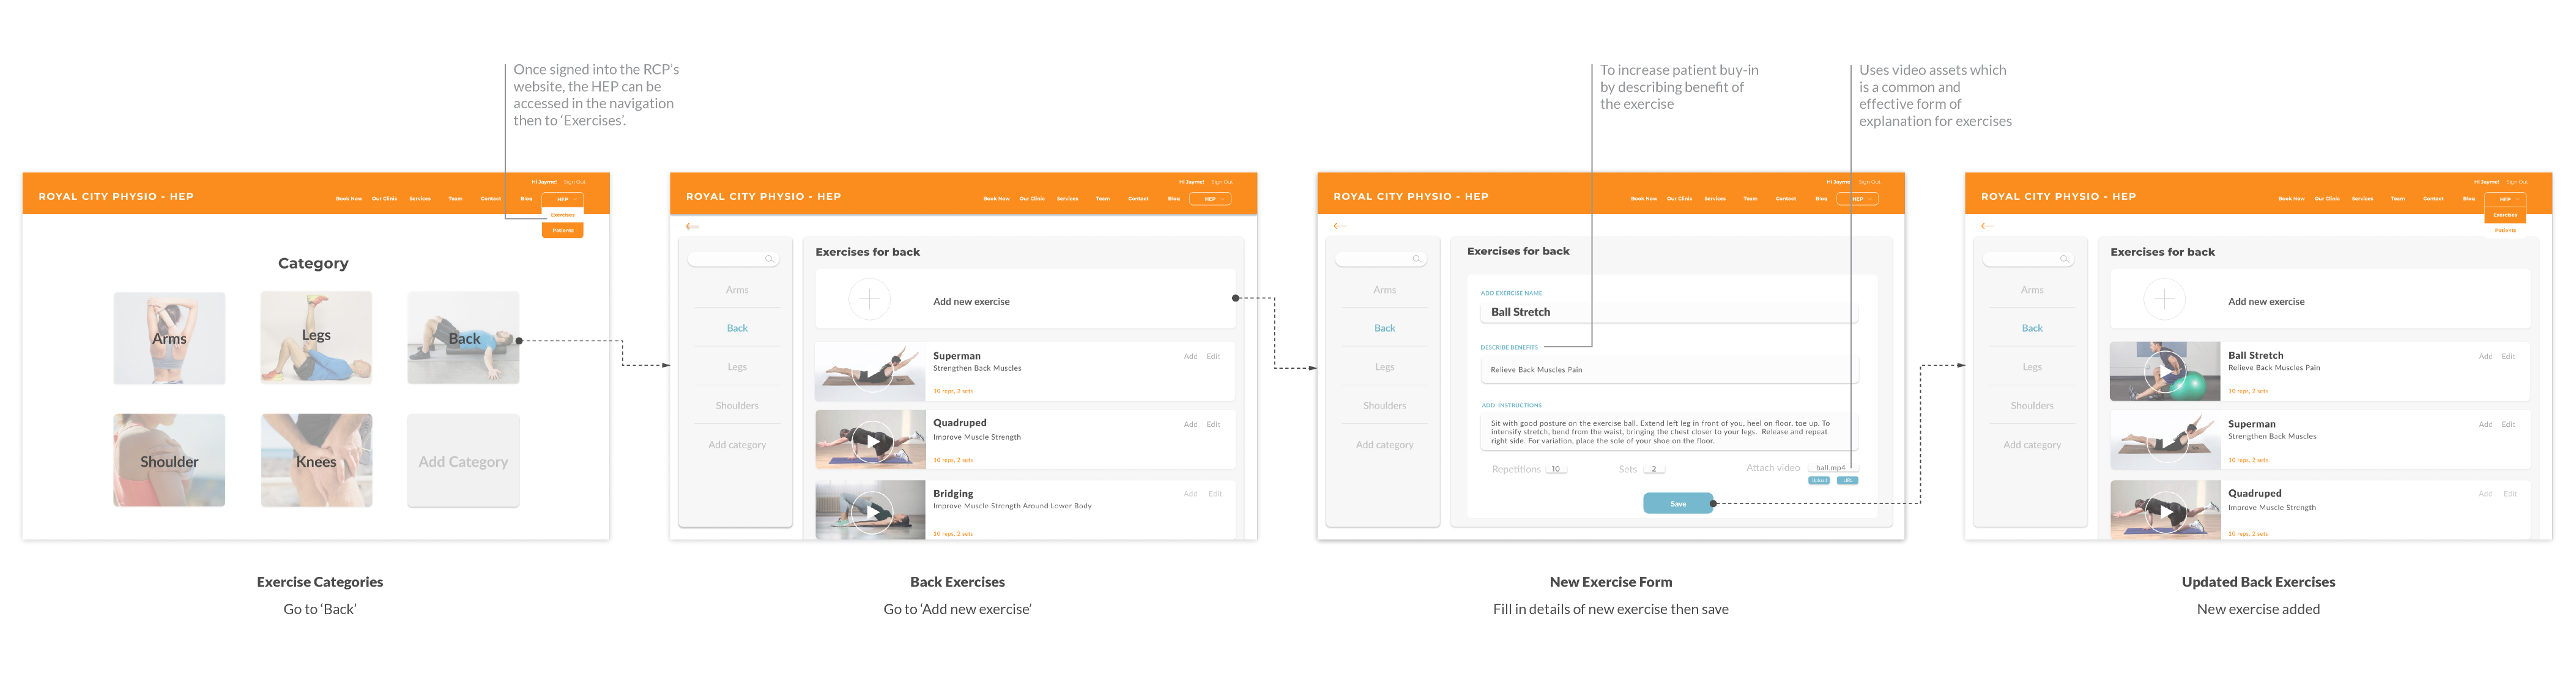 Once signed into the RCP's
website, the HEP can be
accessed in the navigation
then to 'Exercises'.
To increase patient buy-in
by describing benefit of
the exercise
Uses video assets which
is a common and
effective form of
explanation for exercises
Hi Jayme! Sign Out
ROYAL CITY PHYSIO - HEP
Book Now Our Clinic Services Team Contact Blog HEP
Exercises
Patients
Category
Arms
Legs
Back
Shoulder
Knees
Add Category
Exercise Categories
Go to 'Back'
Hi Jayme! Sign Out
ROYAL CITY PHYSIO - HEP
Book Now Our Clinic Services Team Contact Blog HEP
Arms
Back
Legs
Shoulders
Add category
Exercises for back
Add new exercise
Superman Add Edit
Strengthen Back Muscles
10 reps, 2 sets
Quadruped Add Edit
Improve Muscle Strength
10 reps, 2 sets
Bridging Add Edit
Improve Muscle Strength Around Lower Body
10 reps, 2 sets
Back Exercises
Go to 'Add new exercise'
Hi Jayme! Sign Out
ROYAL CITY PHYSIO - HEP
Book Now Our Clinic Services Team Contact Blog HEP
Arms
Back
Legs
Shoulders
Add category
Exercises for back
ADD EXERCISE NAME
Ball Stretch
DESCRIBE BENEFITS
Relieve Back Muscles Pain
ADD INSTRUCTIONS
Sit with good posture on the exercise ball. Extend left leg in front of you, heel on floor, toe up. To
intensify stretch, bend from the waist, bringing the chest closer to your legs. Release and repeat
right side. For variation, place the sole of your shoe on the floor.
Repetitions 10 Sets 2 Attach video ball.mp4
Upload URL
Save
New Exercise Form
Fill in details of new exercise then save
Hi Jayme! Sign Out
ROYAL CITY PHYSIO - HEP
Book Now Our Clinic Services Team Contact Blog HEP
Exercises
Patients
Arms
Back
Legs
Shoulders
Add category
Exercises for back
Add new exercise
Ball Stretch Add Edit
Relieve Back Muscles Pain
10 reps, 2 sets
Superman Add Edit
Strengthen Back Muscles
10 reps, 2 sets
Quadruped Add Edit
Improve Muscle Strength
10 reps, 2 sets
Updated Back Exercises
New exercise added